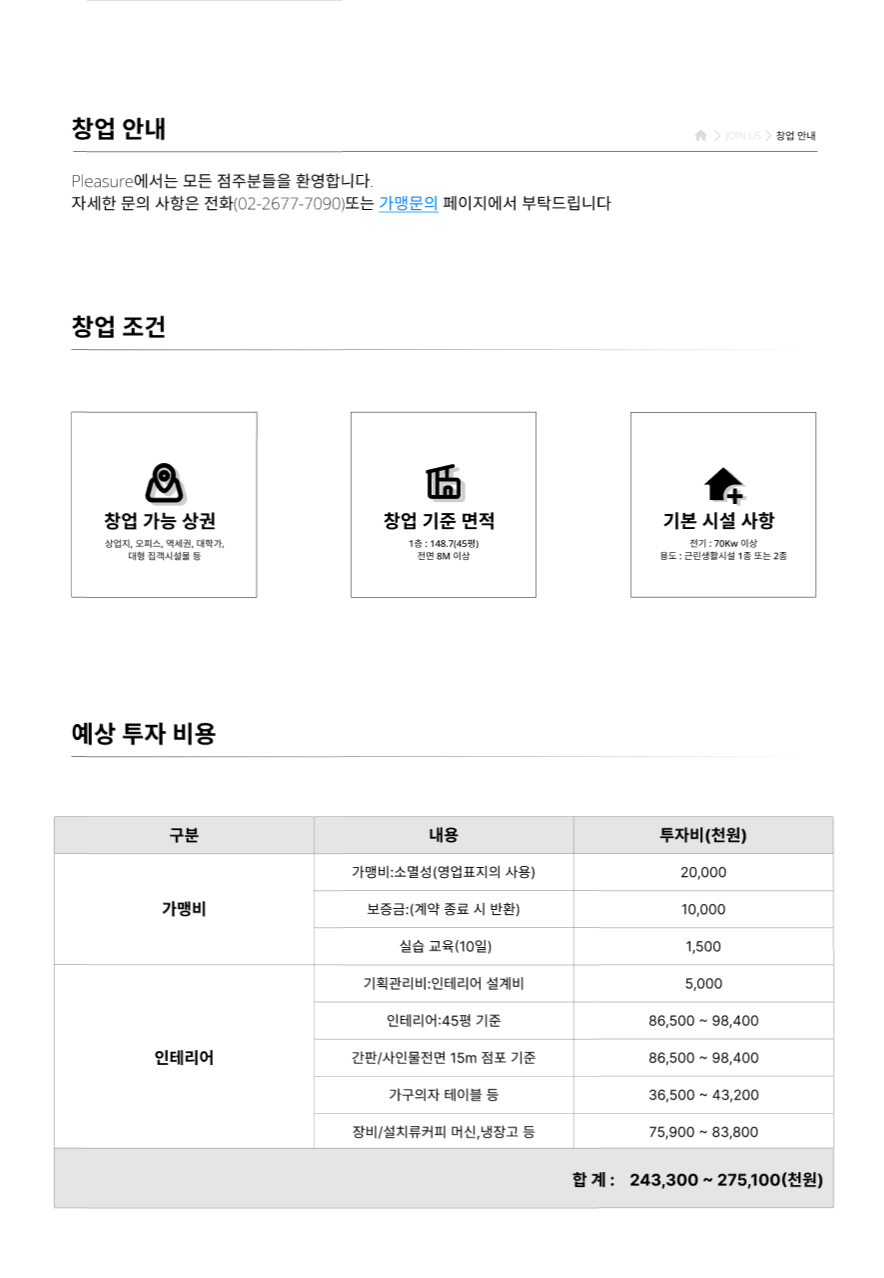 창업 안내
JOIN US
창업 안내
Pleasure에서는 모든 점주분들을 환영합니다.
자세한 문의 사항은 전화(02-2677-7090)또는 가맹문의 페이지에서 부탁드립니다
창업 조건
창업 가능 상권
상업지, 오피스, 역세권, 대학가,
대형 집객시설물 등
창업 기준 면적
1층 : 148.7(45평)
전면 8M 이상
기본 시설 사항
전기 : 70Kw 이상
용도 : 근린생활시설 1종 또는 2종
예상 투자 비용
구분 내용 투자비(천원)
가맹비
가맹비:소멸성(영업표지의 사용) 20,000
보증금:(계약 종료 시 반환) 10,000
실습 교육(10일) 1,500
인테리어
기획관리비:인테리어 설계비 5,000
인테리어:45평 기준 86,500 ~ 98,400
간판/사인물전면 15m 점포 기준 86,500 ~ 98,400
가구의자 테이블 등 36,500 ~ 43,200
장비/설치류커피 머신,냉장고 등 75,900 ~ 83,800
합 계 : 243,300 ~ 275,100(천원)